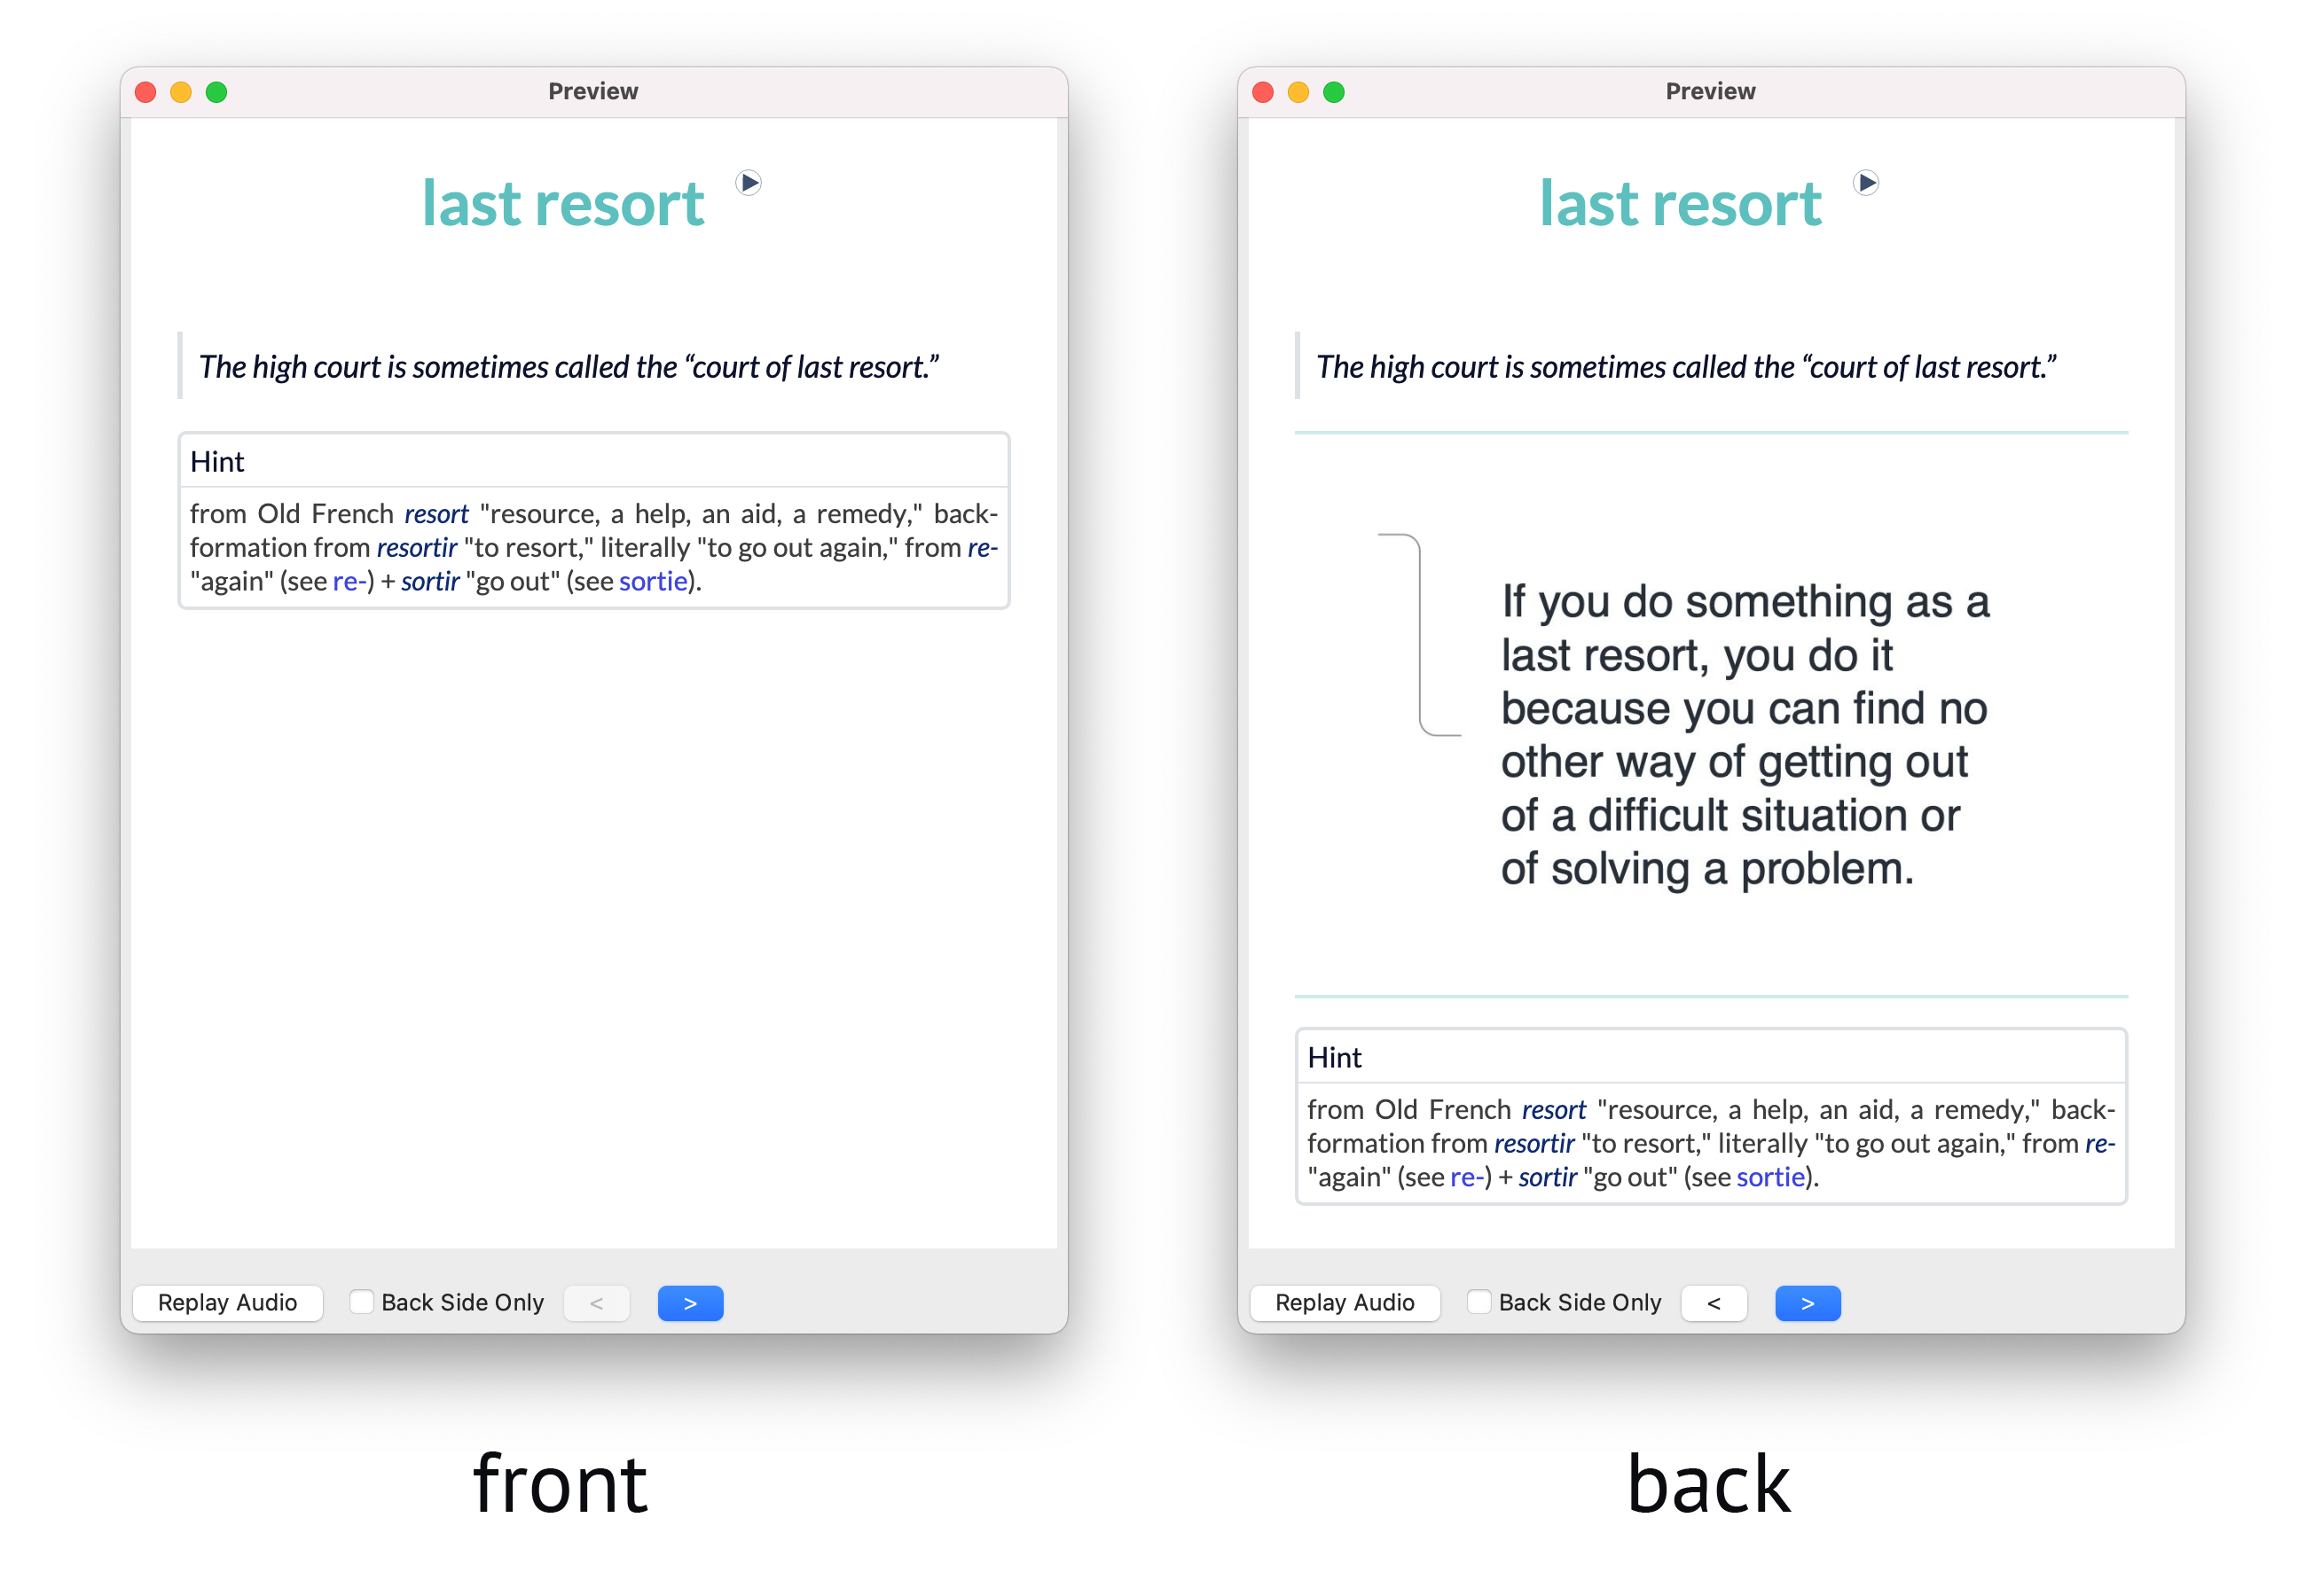 Preview
last resort
The high court is sometimes called the “court of last resort.”
Hint
from Old French resort "resource, a help, an aid, a remedy," back-
formation from resortir "to resort," literally "to go out again," from re-
"again" (see re-) + sortir "go out" (see sortie).
Replay Audio Back Side Only < >
front
Preview
last resort
The high court is sometimes called the “court of last resort.”
If you do something as a
last resort, you do it
because you can find no
other way of getting out
of a difficult situation or
of solving a problem.
Hint
from Old French resort "resource, a help, an aid, a remedy," back-
formation from resortir "to resort," literally "to go out again," from re-
"again" (see re-) + sortir "go out" (see sortie).
Replay Audio Back Side Only < >
back